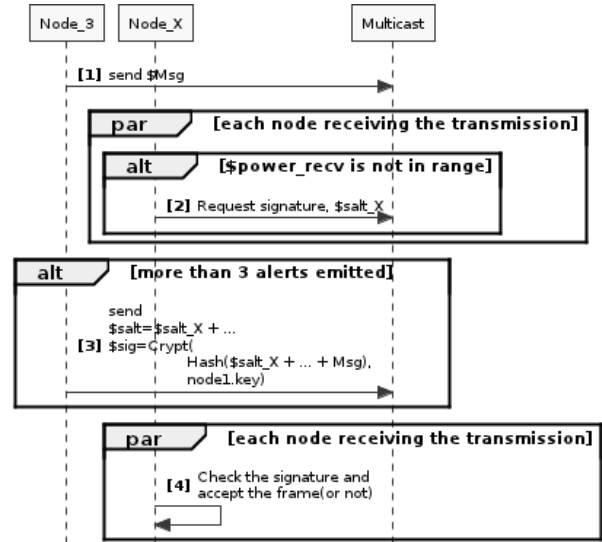 Node_3 Node_X Multicast
[1] send $Msg
par [each node receiving the transmission]
alt [$power_recv is not in range]
[2] Request signature, $salt_X
alt [more than 3 alerts emitted]
send
$salt=$salt_X + ...
[3] $sig=Crypt(
Hash($salt_X + ... + Msg),
node1.key)
par [each node receiving the transmission]
[4] Check the signature and
accept the frame(or not)